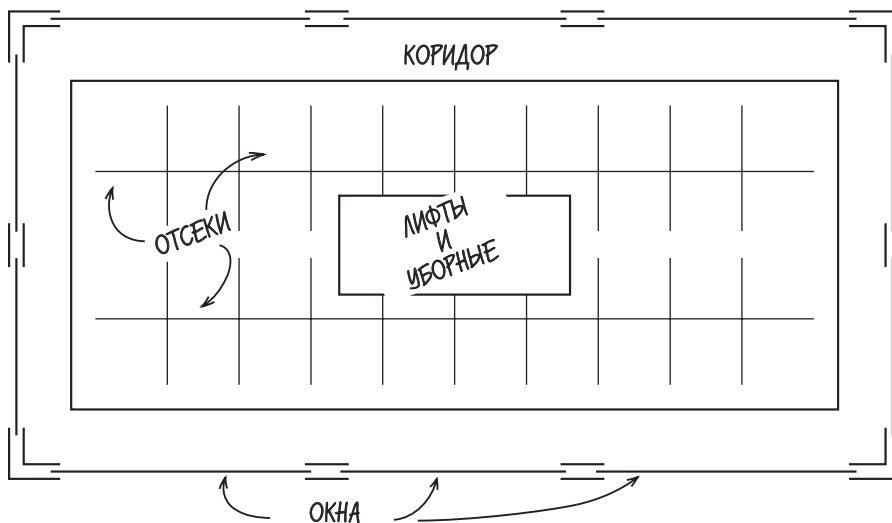 КОРИДОР
ОТСЕКИ
ЛИФТЫ
И
УБОРНЫЕ
ОКНА